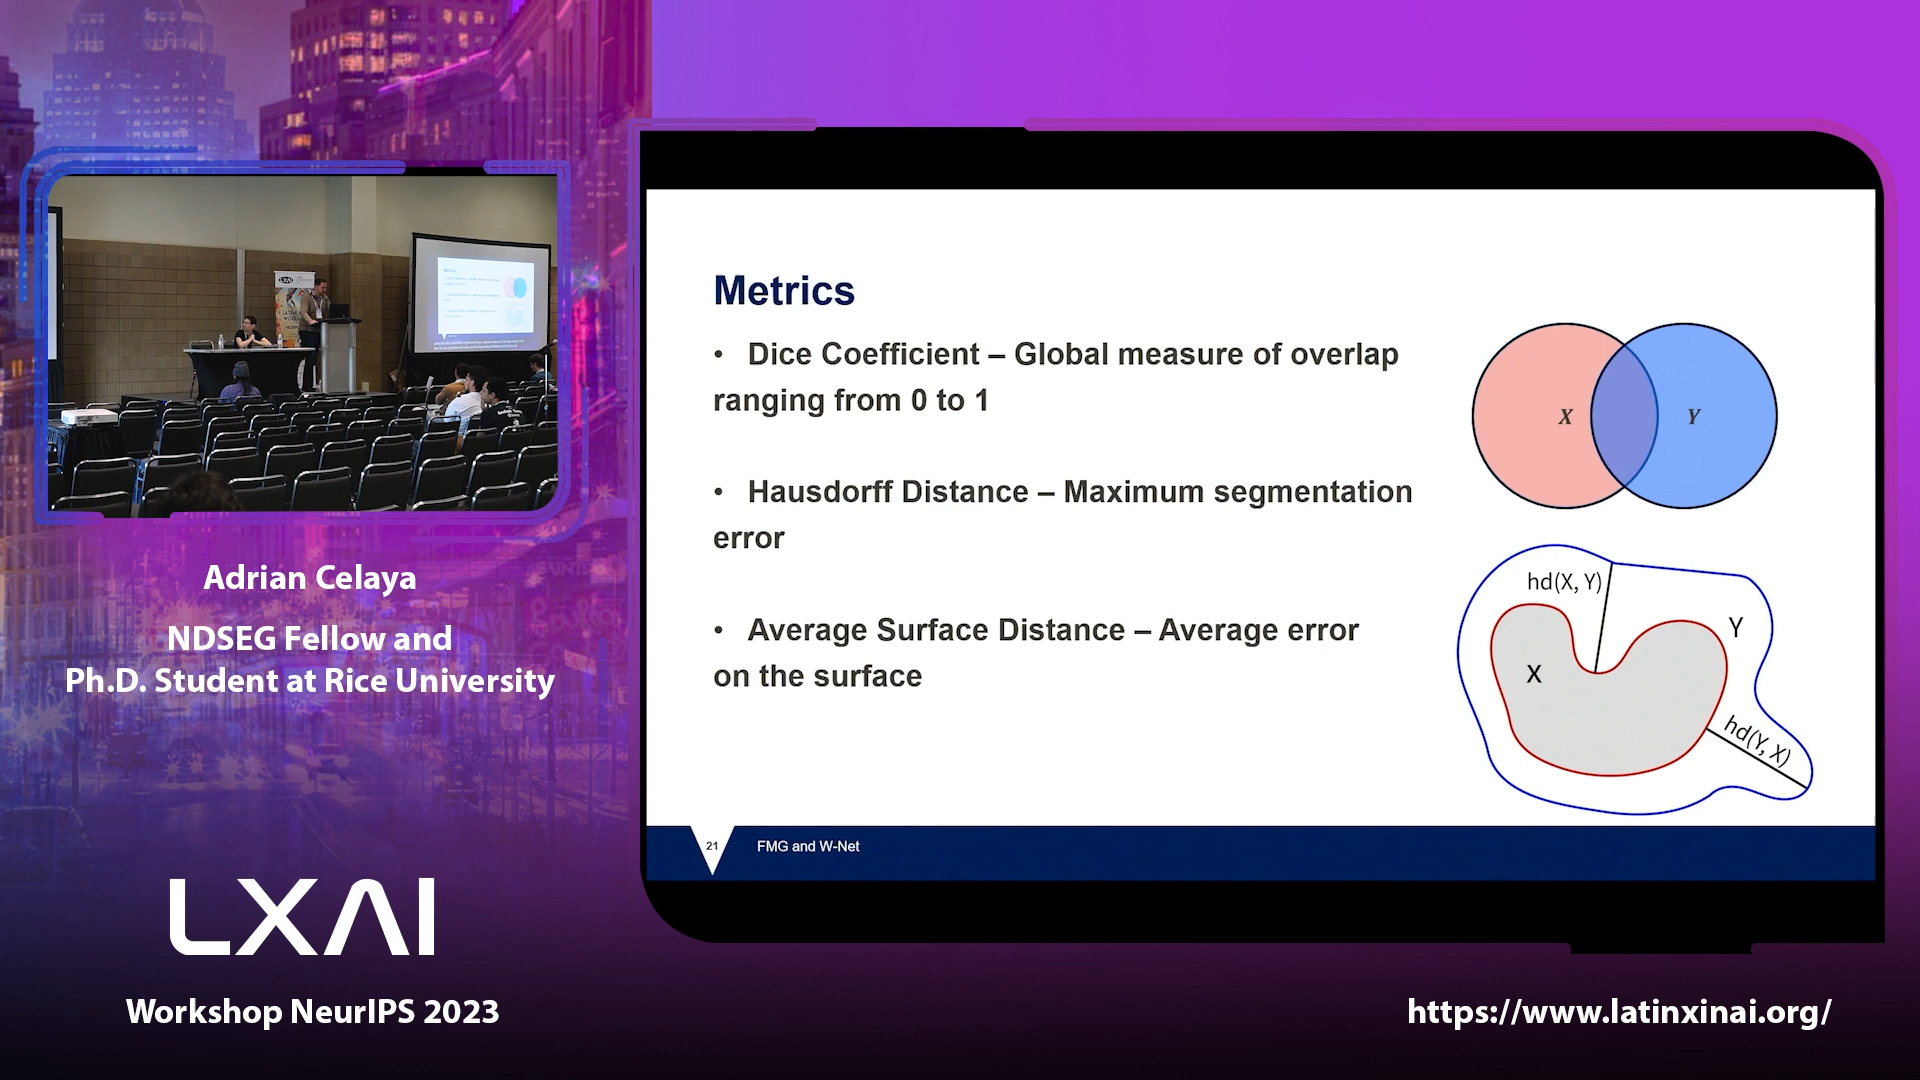 Adrian Celaya
NDSEG Fellow and
Ph.D. Student at Rice University
LXAI
Workshop NeurIPS 2023
Metrics
• Dice Coefficient – Global measure of overlap
ranging from 0 to 1
• Hausdorff Distance – Maximum segmentation
error
• Average Surface Distance – Average error
on the surface
X
Y
hd(X, Y)
Y
X
hd(Y, X)
21
FMG and W-Net
https://www.latinxinai.org/